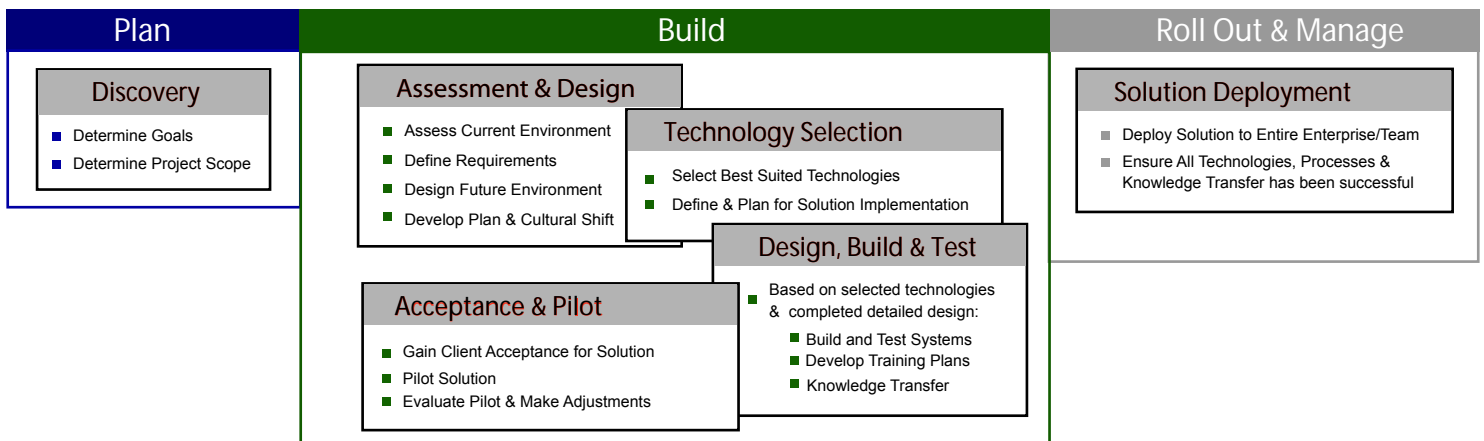 Plan
Discovery
Determine Goals
Determine Project Scope
Build
Assessment & Design
Assess Current Environment
Define Requirements
Design Future Environment
Develop Plan & Cultural Shift
Technology Selection
Select Best Suited Technologies
Define & Plan for Solution Implementation
Design, Build & Test
Based on selected technologies
& completed detailed design:
Build and Test Systems
Develop Training Plans
Knowledge Transfer
Acceptance & Pilot
Gain Client Acceptance for Solution
Pilot Solution
Evaluate Pilot & Make Adjustments
Roll Out & Manage
Solution Deployment
Deploy Solution to Entire Enterprise/Team
Ensure All Technologies, Processes &
Knowledge Transfer has been successful